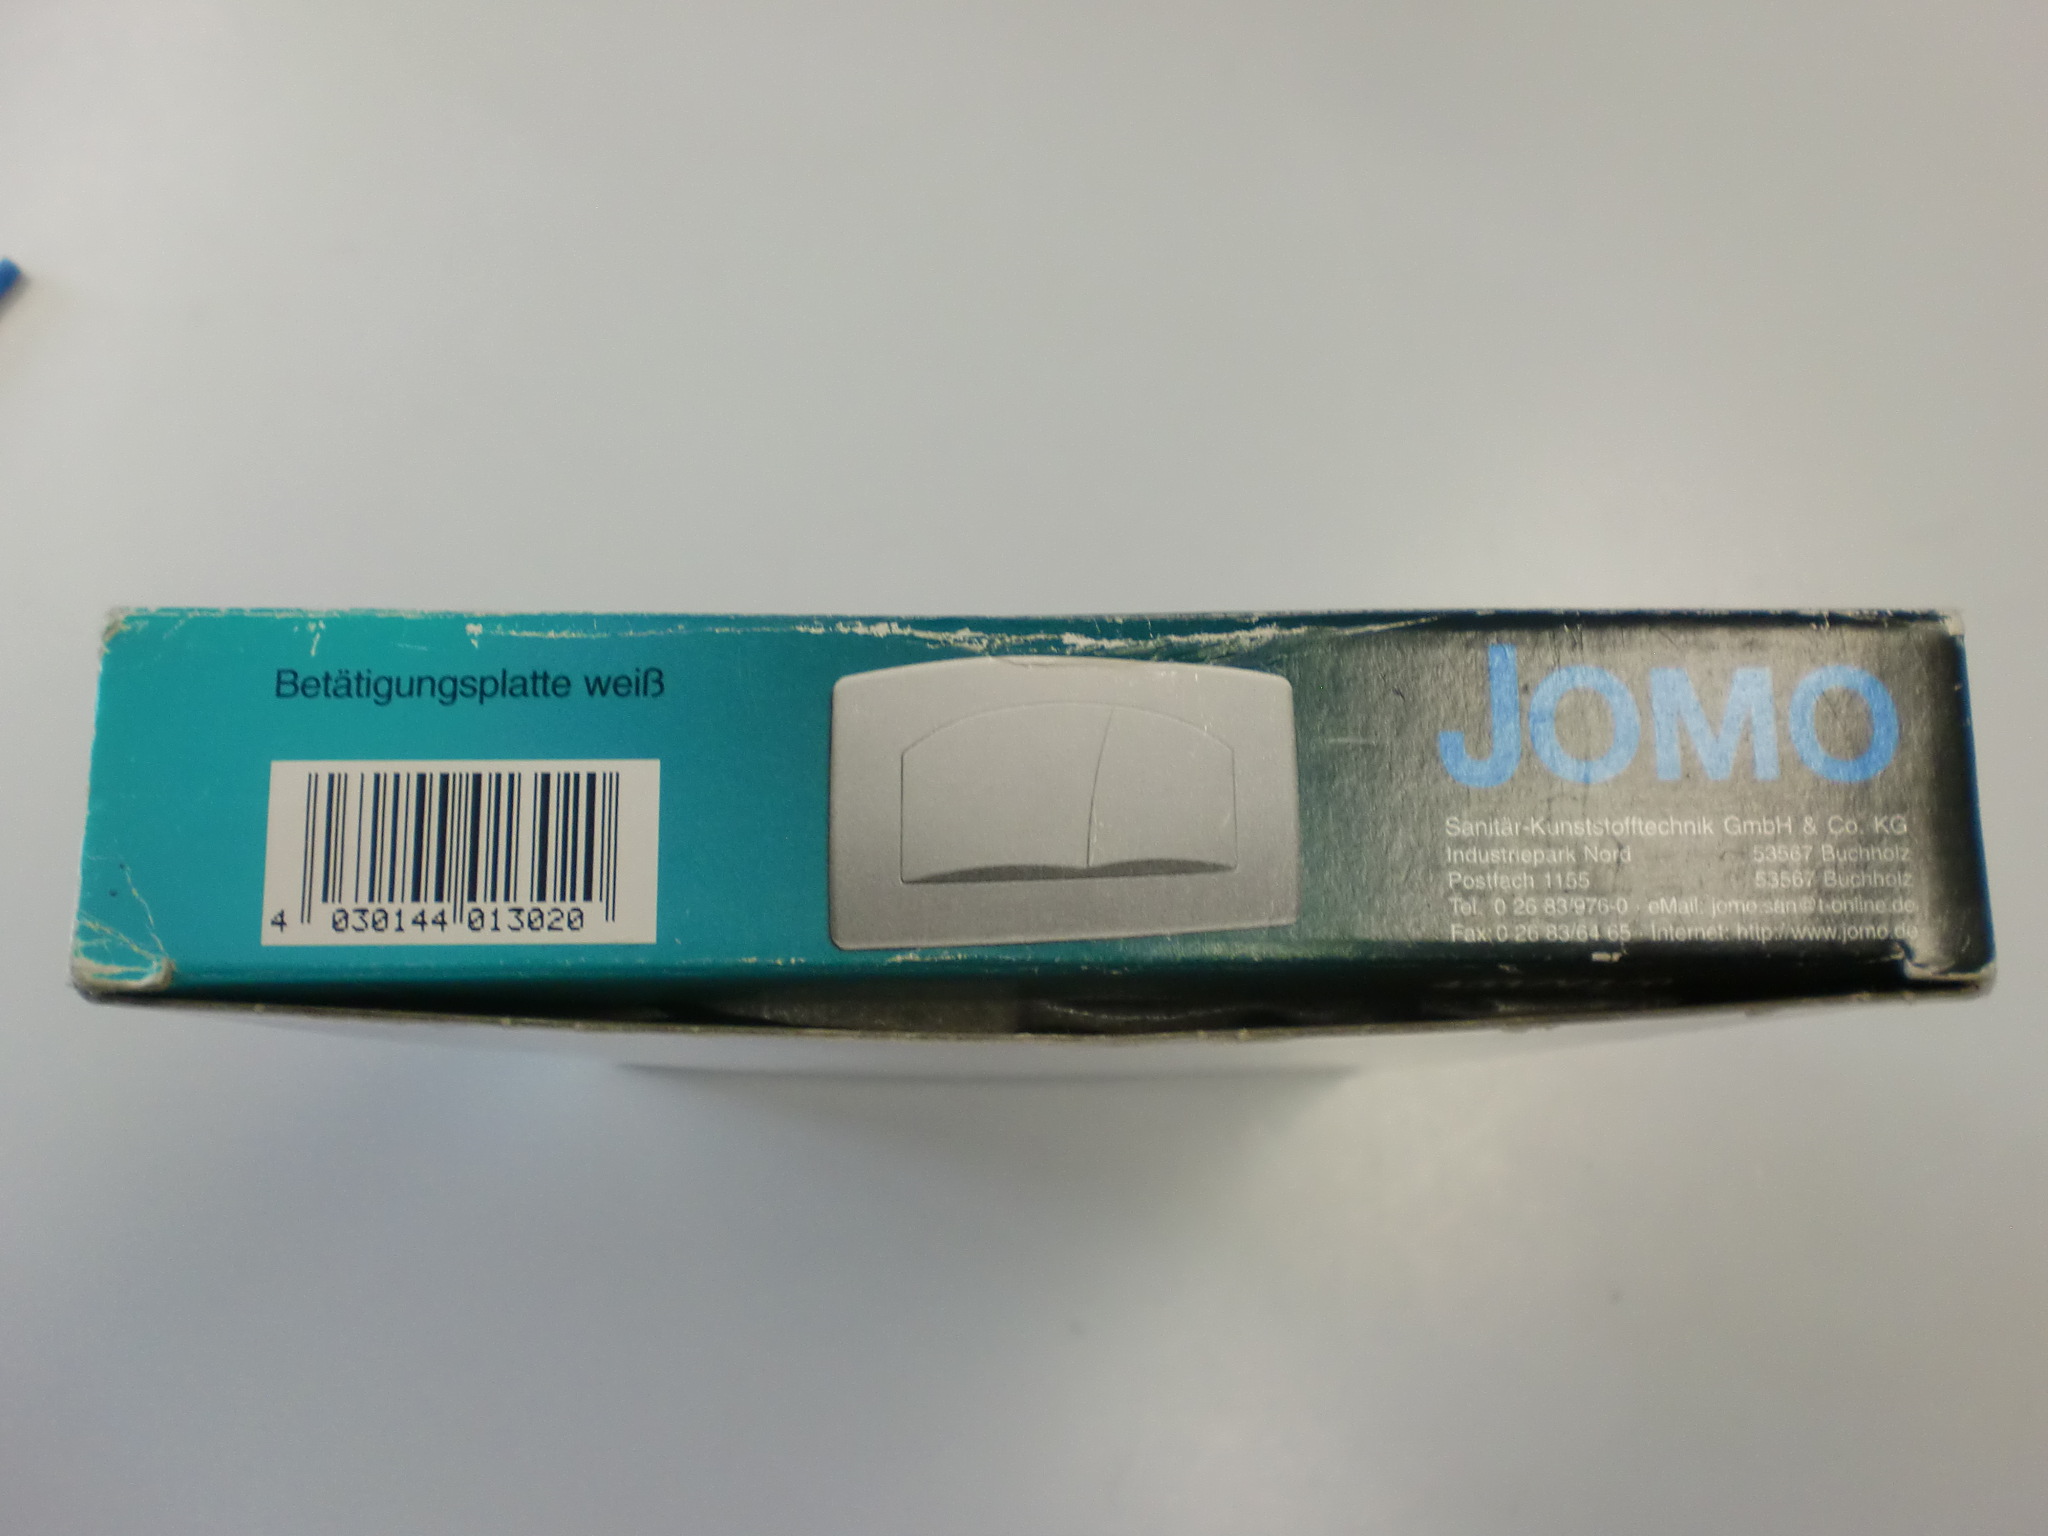 Betätigungsplatte weiß
4 030144 013020
JOMO
Sanitär-Kunststofftechnik GmbH & Co. KG
Industriepark Nord 53567 Buchholz
Postfach 1155 53567 Buchholz
Tel. 0 26 83/976-0 · eMail: jomo.san@t-online.de
Fax: 0 26 83/64 65 · Internet: http://www.jomo.de